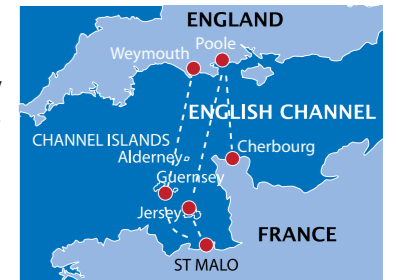 ENGLAND
Poole
Weymouth
ENGLISH CHANNEL
CHANNEL ISLANDS
Alderney
Cherbourg
Guernsey
Jersey
FRANCE
ST MALO